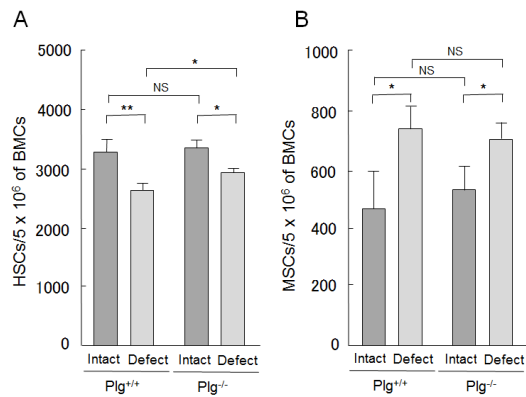 A
5000
4000
3000
2000
1000
0
HSCs/5 x 10⁶ of BMCs
*
NS
**
*
Intact Defect Intact Defect
Plg⁺/⁺ Plg⁻/⁻
B
1000
800
600
400
200
0
MSCs/5 x 10⁶ of BMCs
NS
NS
*
*
Intact Defect Intact Defect
Plg⁺/⁺ Plg⁻/⁻